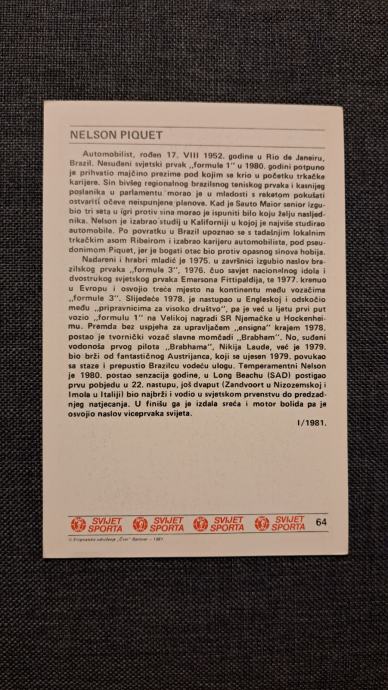 NELSON PIQUET
Automobilist, rođen 17. VIII 1952. godine u Rio de Janeiru,
Brazil. Nesuđeni svjetski prvak „formule 1" u 1980. godini potpuno
je prihvatio majčino prezime pod kojim se krio u početku trkačke
karijere. Sin bivšeg regionalnog brazilsnog teniskog prvaka i kasnijeg
poslanika u parlamentu morao je u mladosti s reketom pokušati
ostvariti očeve neispunjene planove. Kad je Sauto Maior senior izgu-
bio tri seta u igri protiv sina morao je ispuniti bilo koju želju nasljed-
nika. Nelson je izabrao studij u Kaliforniji u kojoj je najviše studirao
automobile. Po povratku u Brazil upoznao se s tadašnjim lokalnim
trkačkim asom Ribeirom i izabrao karijeru automobilista, pod pseu-
donimom Piquet, jer je bogati otac bio protiv opasnog sinova hobija.
Nadareni i hrabri mladić je 1975. u završnici izgubio naslov bra-
zilskog prvaka „formule 3", 1976. čuo savjet nacionalnog idola i
dvostrukog svjetskog prvaka Emersona Fittipaldija, te 1977. krenuo
u Evropu i osvojio treće mjesto na kontinentu među vozačima
„formule 3". Slijedeće 1978. je nastupao u Engleskoj i odskočio
među „pripravnicima za visoko društvo", pa je već u ljetu prvi put
vozio „formulu 1" na Velikoj nagradi SR Njemačke u Hockenhei-
mu. Premda bez uspjeha za upravljačem „ensigna" krajem 1978.
postao je tvornički vozač slavne momčadi „Brabham". No, suđeni
vodonoša prvog pilota „Brabhama", Nikija Laude, već je 1979.
bio brži od fantastičnog Austrijanca, koji se ujesen 1979. povukao
sa staze i prepustio Brazilcu vodeću ulogu. Temperamentni Nelson
je 1980. postao senzacija godine, u Long Beachu (SAD) postigao
prvu pobjedu u 22. nastupu, još dvaput (Zandvoort u Nizozemskoj i
Imola u Italiji) bio najbrži i vodio u svjetskom prvenstvu do predzad-
njeg natjecanja. U finišu ga je izdala sreća i motor bolida pa je
osvojio naslov viceprvaka svijeta.
I/1981.
SVIJET SPORTA SVIJET SPORTA SVIJET SPORTA SVIJET SPORTA 64